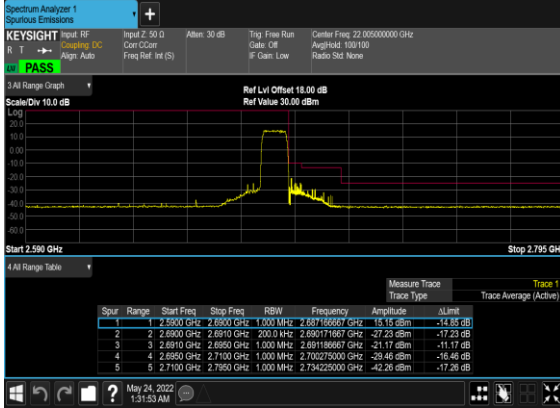 Spectrum Analyzer 1
Spurious Emissions
+
KEYSIGHT Input: RF Input Z: 50 Ω Atten: 30 dB Trig: Free Run Center Freq: 22.005000000 GHz
R T Coupling: DC Corr CCorr Gate: Off Avg|Hold: 100/100
Align: Auto Freq Ref: Int (S) IF Gain: Low Radio Std: None
PASS
3 All Range Graph Ref Lvl Offset 18.00 dB
Scale/Div 10.0 dB Ref Value 30.00 dBm
Log
20.0
10.0
0.00
-10.0
-20.0
-30.0
-40.0
-50.0
-60.0
Start 2.590 GHz Stop 2.795 GH
4 All Range Table
Measure Trace Trace 1
Trace Type Trace Average (Active)
Spur Range Start Freq Stop Freq RBW Frequency Amplitude ΔLimit
1 1 2.5900 GHz 2.6900 GHz 1.000 MHz 2.687166667 GHz 15.15 dBm -14.85 dB
2 2 2.6900 GHz 2.6910 GHz 200.0 kHz 2.690171667 GHz -27.23 dBm -17.23 dB
3 3 2.6910 GHz 2.6950 GHz 1.000 MHz 2.691186667 GHz -21.17 dBm -11.17 dB
4 4 2.6950 GHz 2.7100 GHz 1.000 MHz 2.700275000 GHz -29.46 dBm -16.46 dB
5 5 2.7100 GHz 2.7950 GHz 1.000 MHz 2.734225000 GHz -42.26 dBm -17.26 dB
? May 24, 2022
1:31:53 AM